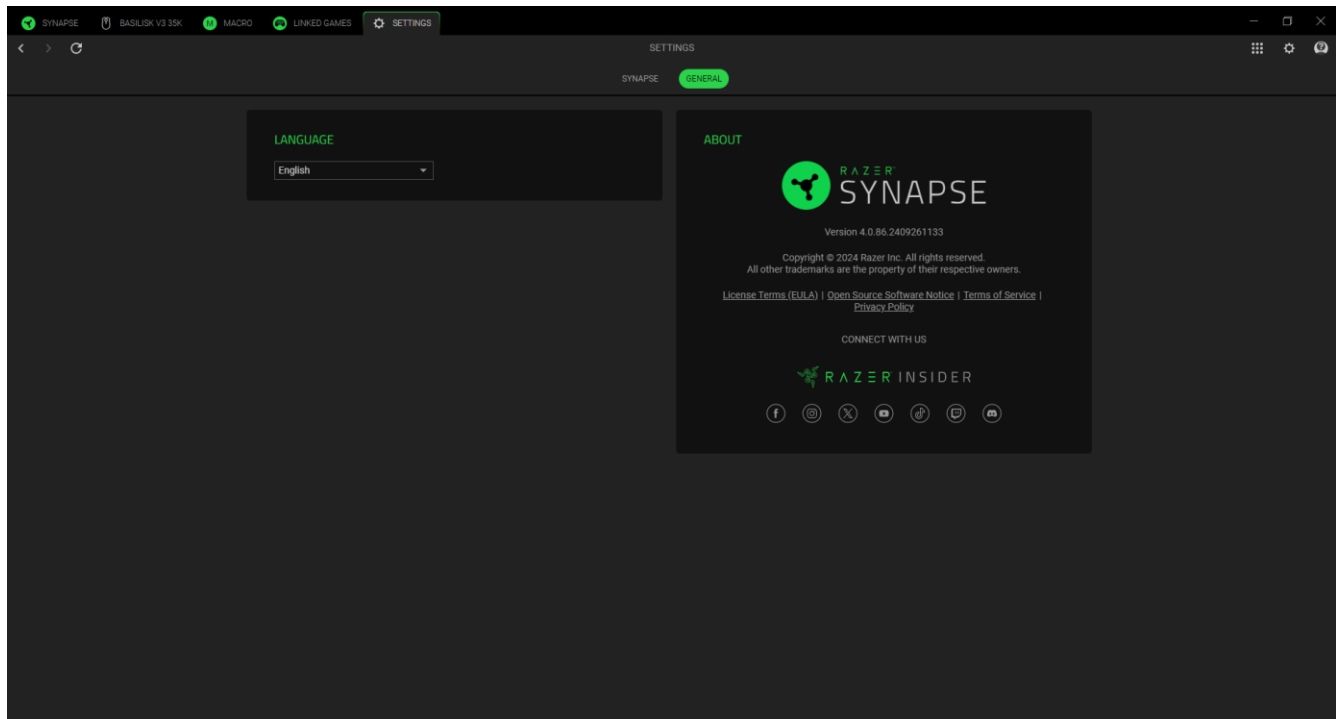 SYNAPSE BASILISK V3 35K MACRO LINKED GAMES SETTINGS
SETTINGS
SYNAPSE GENERAL
LANGUAGE
English
ABOUT
RAZER
SYNAPSE
Version 4.0.86.2409261133
Copyright © 2024 Razer Inc. All rights reserved.
All other trademarks are the property of their respective owners.
License Terms (EULA) | Open Source Software Notice | Terms of Service |
Privacy Policy
CONNECT WITH US
RAZER INSIDER